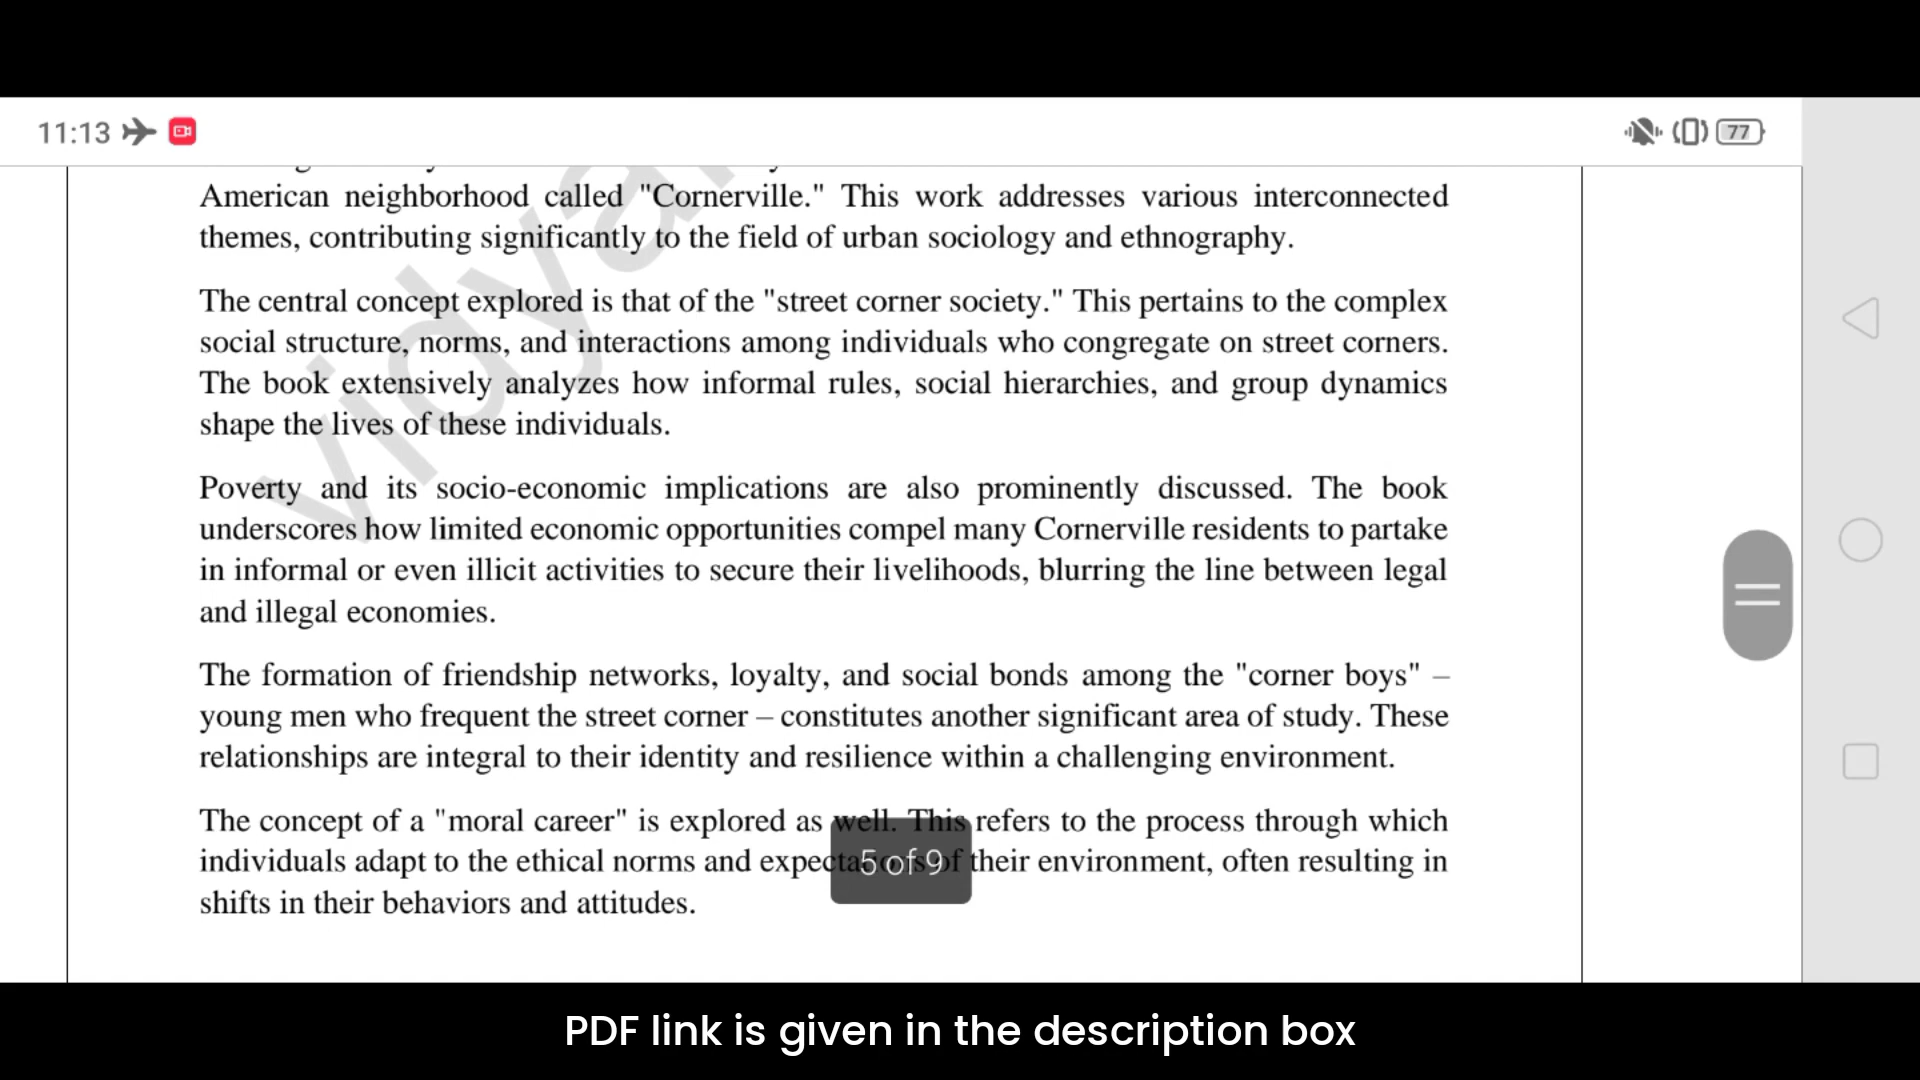 11:13
77
American neighborhood called "Cornerville." This work addresses various interconnected
themes, contributing significantly to the field of urban sociology and ethnography.
The central concept explored is that of the "street corner society." This pertains to the complex
social structure, norms, and interactions among individuals who congregate on street corners.
The book extensively analyzes how informal rules, social hierarchies, and group dynamics
shape the lives of these individuals.
Poverty and its socio-economic implications are also prominently discussed. The book
underscores how limited economic opportunities compel many Cornerville residents to partake
in informal or even illicit activities to secure their livelihoods, blurring the line between legal
and illegal economies.
The formation of friendship networks, loyalty, and social bonds among the "corner boys" –
young men who frequent the street corner – constitutes another significant area of study. These
relationships are integral to their identity and resilience within a challenging environment.
The concept of a "moral career" is explored as well. This refers to the process through which
individuals adapt to the ethical norms and expectations of their environment, often resulting in
shifts in their behaviors and attitudes.
5 of 9
vidya
PDF link is given in the description box